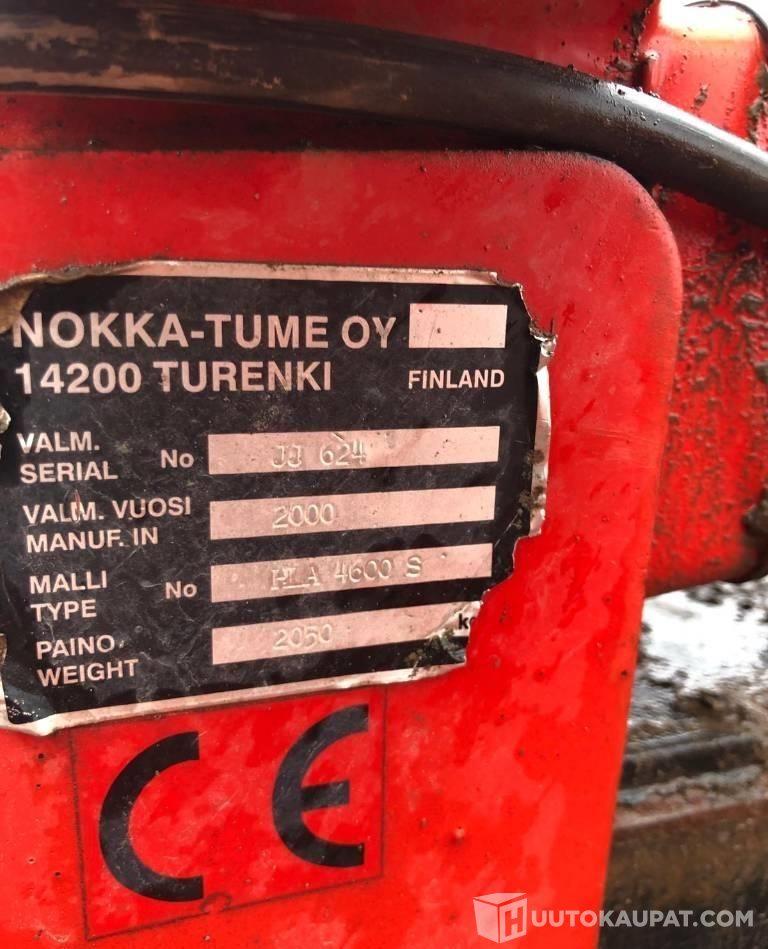 NOKKA-TUME OY
14200 TURENKI FINLAND
VALM.
SERIAL No JJ 624
VALM. VUOSI
MANUF. IN 2000
MALLI
TYPE No HLA 4600 S
PAINO
WEIGHT 2050 kg
CE
HUUTOKAUPAT.COM